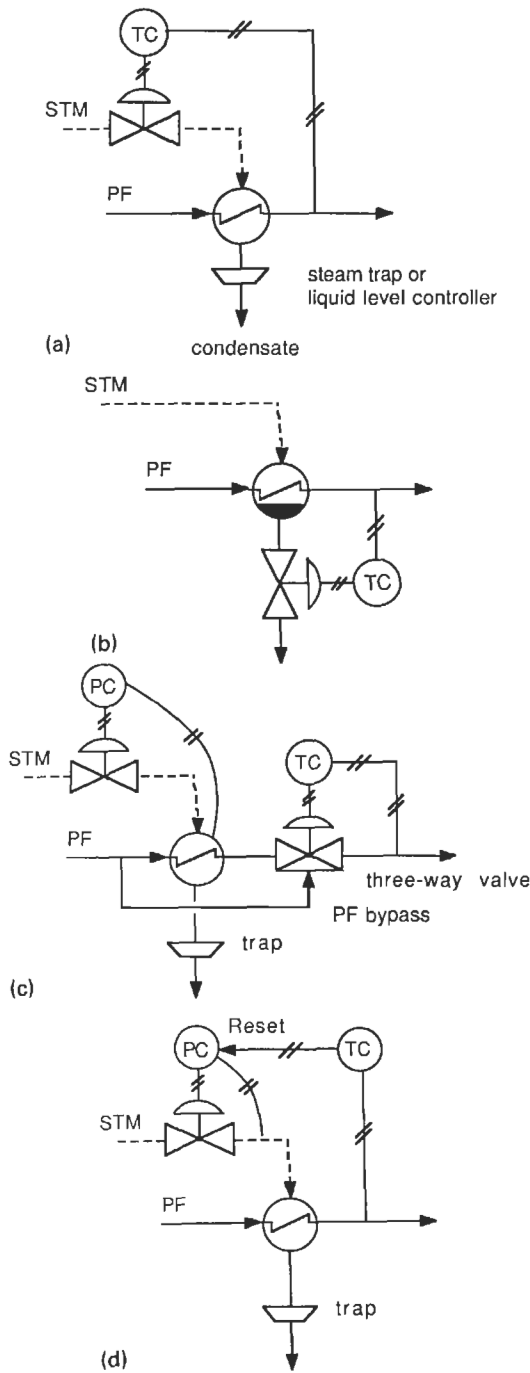 TC
STM
PF
steam trap or
liquid level controller
(a)
condensate
STM
PF
TC
(b)
PC
STM
TC
PF
three-way valve
PF bypass
trap
(c)
Reset
PC
TC
STM
PF
trap
(d)